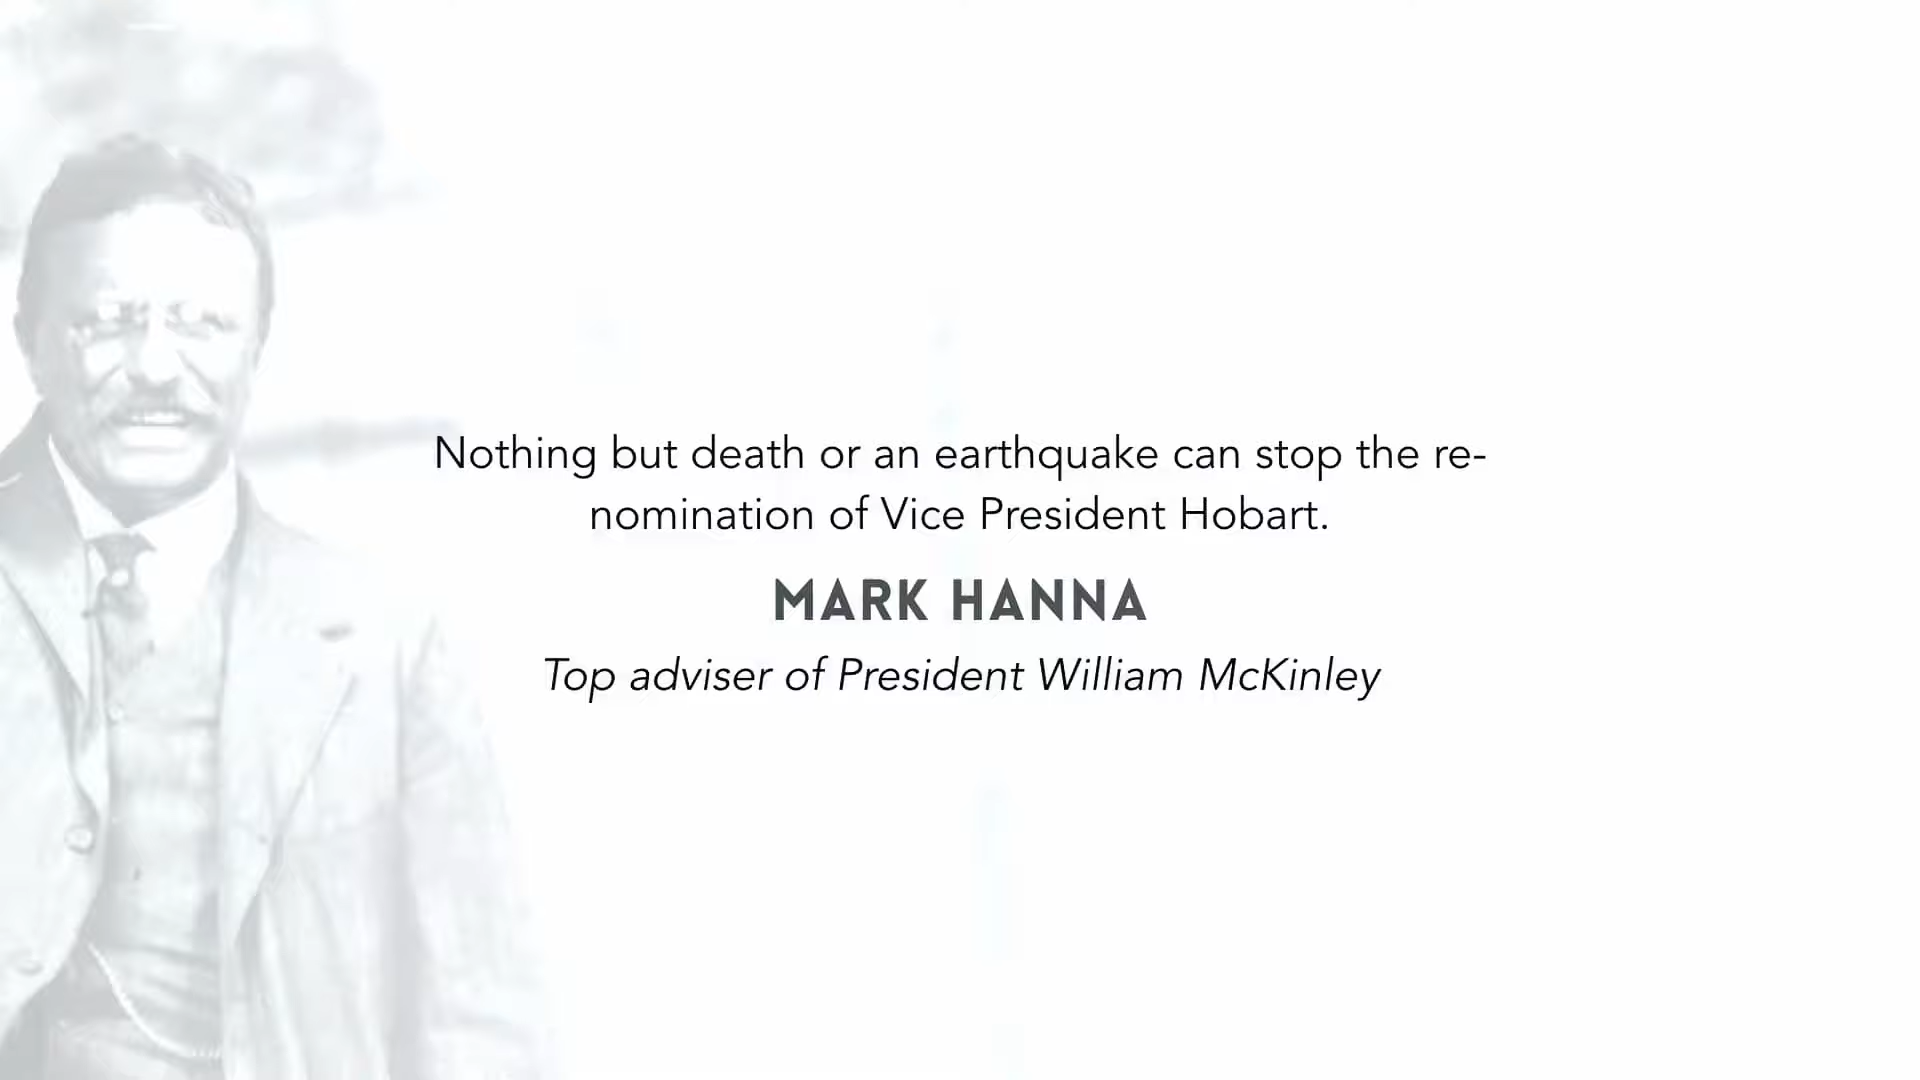 Nothing but death or an earthquake can stop the re-
nomination of Vice President Hobart.
MARK HANNA
Top adviser of President William McKinley